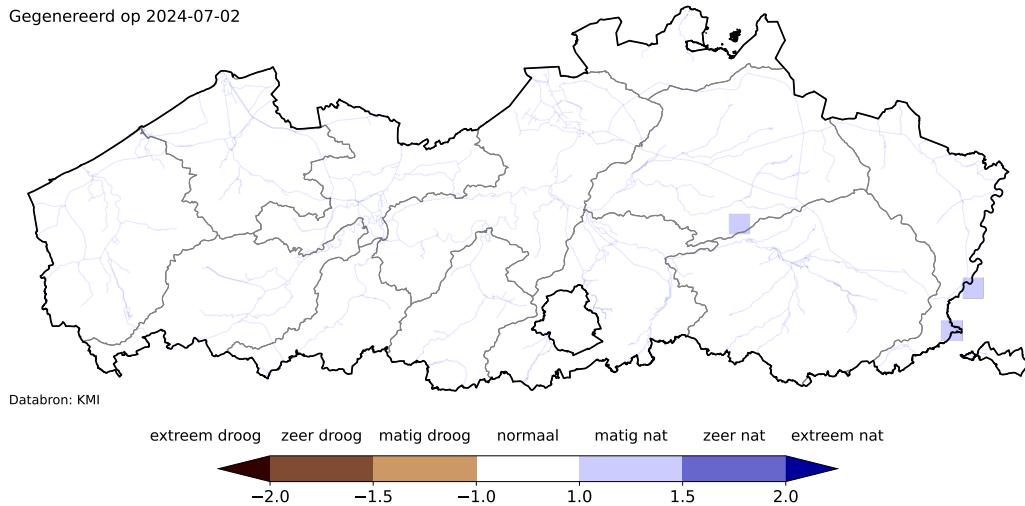 Gegenereerd op 2024-07-02
Databron: KMI
extreem droog zeer droog matig droog normaal matig nat zeer nat extreem nat
−2.0 −1.5 −1.0 1.0 1.5 2.0